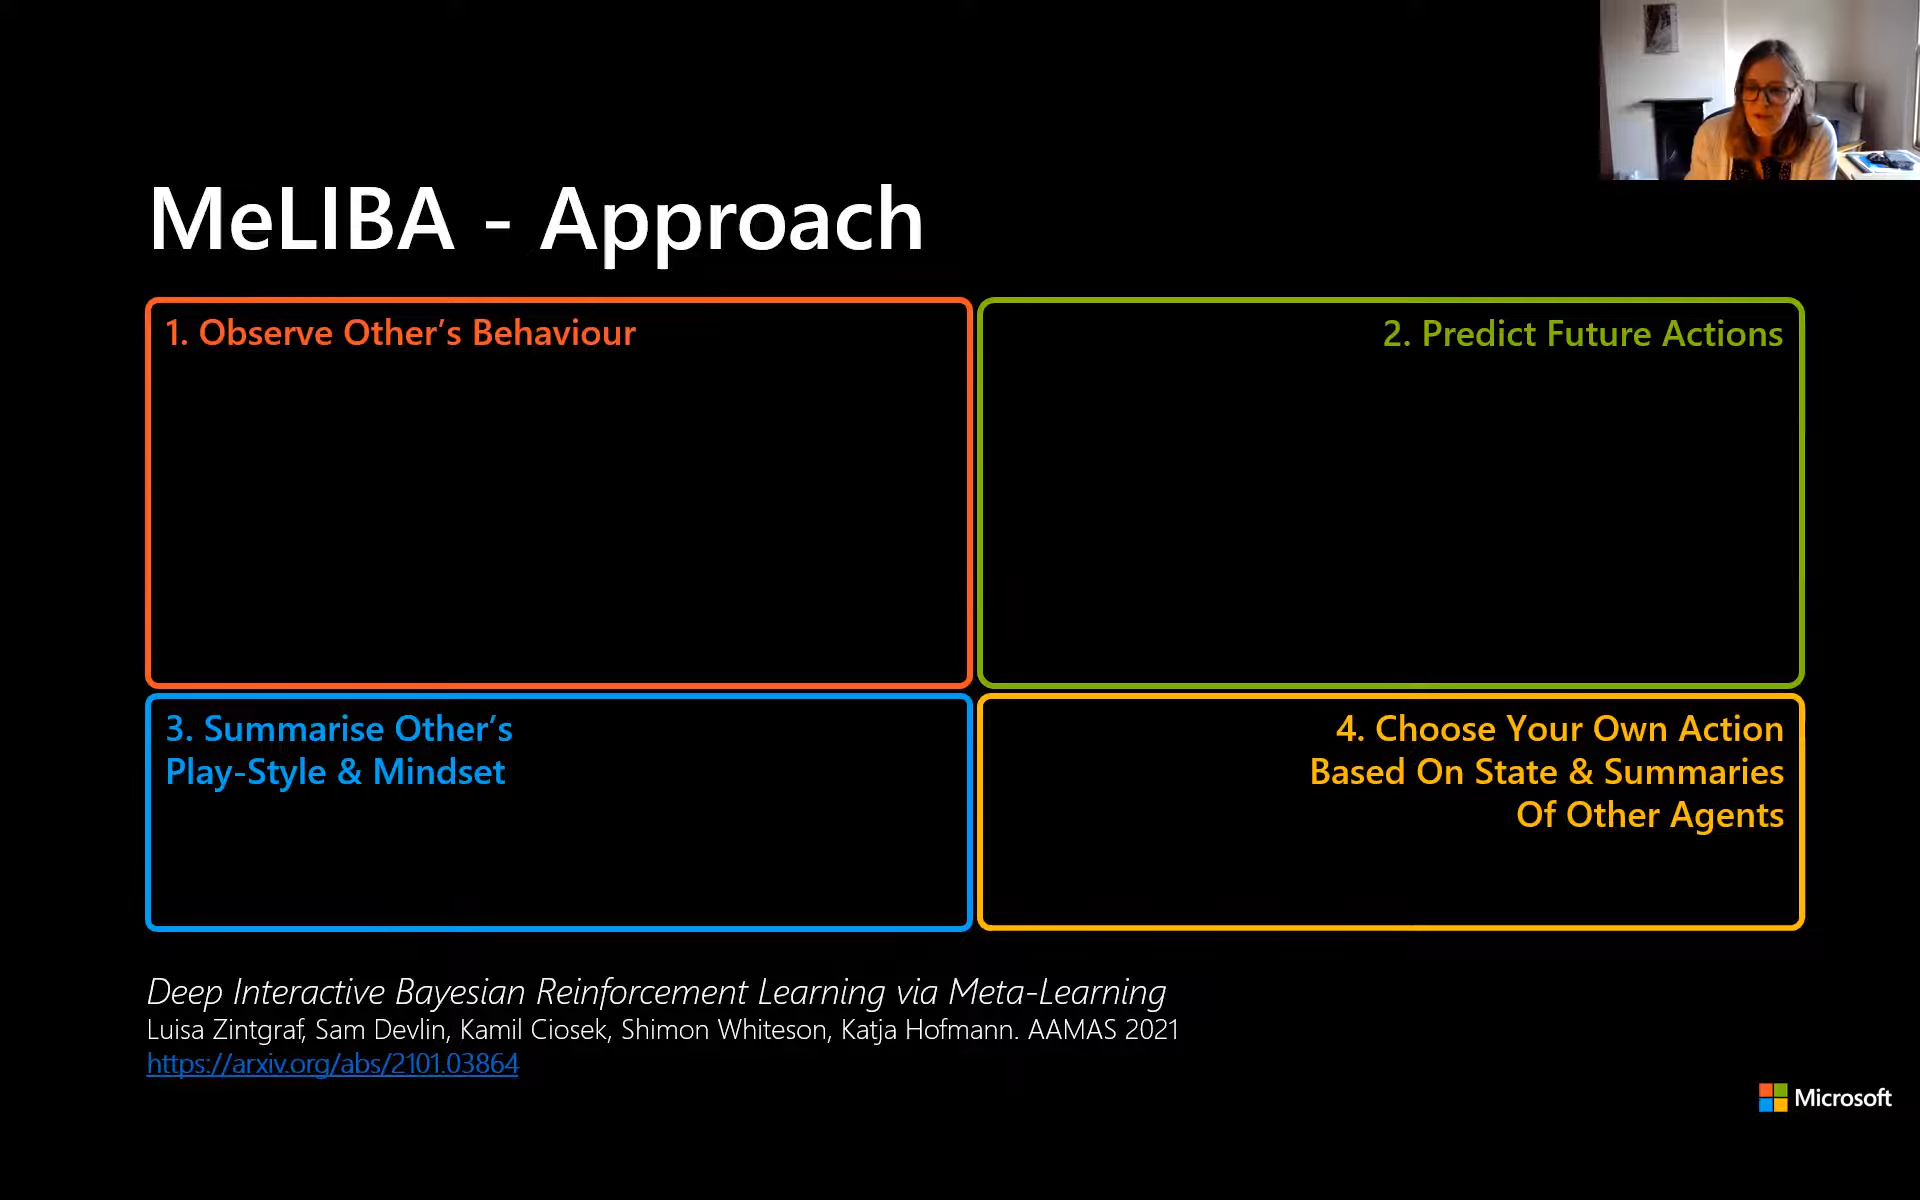 MeLIBA - Approach
1. Observe Other’s Behaviour
2. Predict Future Actions
3. Summarise Other’s
Play-Style & Mindset
4. Choose Your Own Action
Based On State & Summaries
Of Other Agents
Deep Interactive Bayesian Reinforcement Learning via Meta-Learning
Luisa Zintgraf, Sam Devlin, Kamil Ciosek, Shimon Whiteson, Katja Hofmann. AAMAS 2021
https://arxiv.org/abs/2101.03864
Microsoft